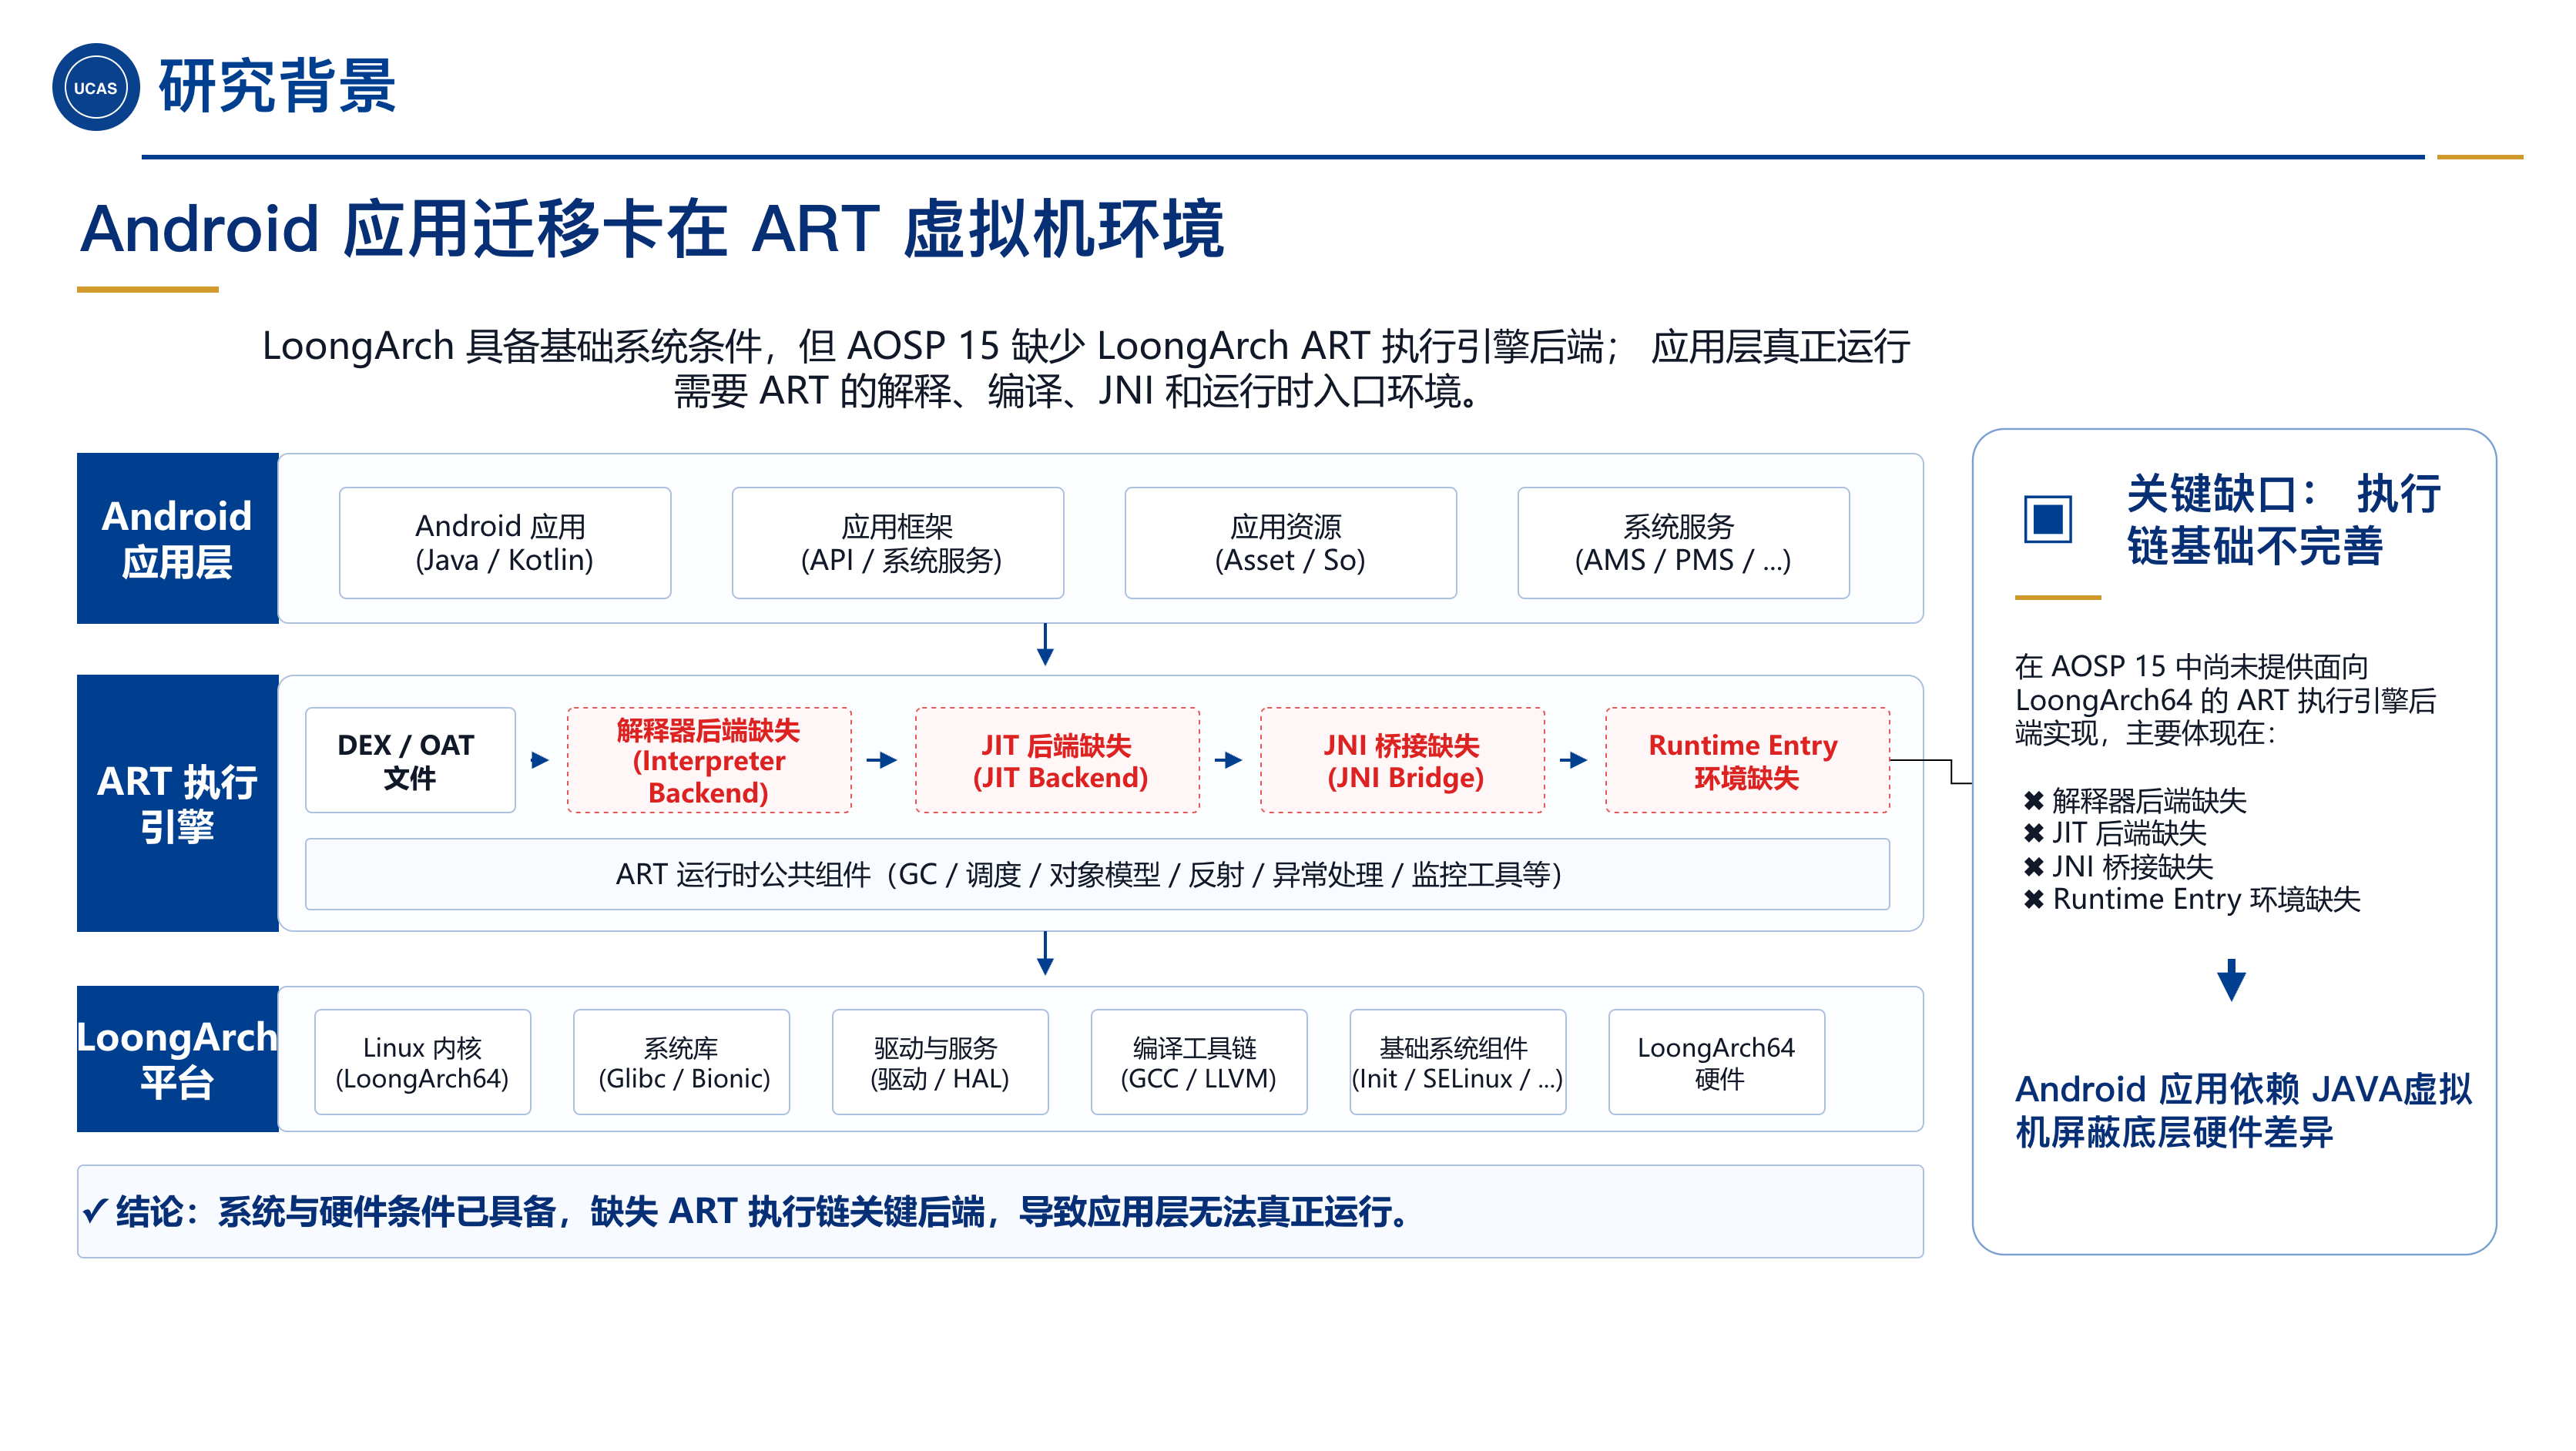 UCAS
研究背景
Android 应用迁移卡在 ART 虚拟机环境
LoongArch 具备基础系统条件，但 AOSP 15 缺少 LoongArch ART 执行引擎后端； 应用层真正运行
需要 ART 的解释、编译、JNI 和运行时入口环境。
Android
应用层
Android 应用
(Java / Kotlin)
应用框架
(API / 系统服务)
应用资源
(Asset / So)
系统服务
(AMS / PMS / ...)
ART 执行
引擎
DEX / OAT
文件
解释器后端缺失
(Interpreter
Backend)
JIT 后端缺失
(JIT Backend)
JNI 桥接缺失
(JNI Bridge)
Runtime Entry
环境缺失
ART 运行时公共组件（GC / 调度 / 对象模型 / 反射 / 异常处理 / 监控工具等）
LoongArch
平台
Linux 内核
(LoongArch64)
系统库
(Glibc / Bionic)
驱动与服务
(驱动 / HAL)
编译工具链
(GCC / LLVM)
基础系统组件
(Init / SELinux / ...)
LoongArch64
硬件
✓ 结论：系统与硬件条件已具备，缺失 ART 执行链关键后端，导致应用层无法真正运行。
▣
关键缺口： 执行
链基础不完善
在 AOSP 15 中尚未提供面向
LoongArch64 的 ART 执行引擎后
端实现，主要体现在：
✖ 解释器后端缺失
✖ JIT 后端缺失
✖ JNI 桥接缺失
✖ Runtime Entry 环境缺失
Android 应用依赖 JAVA虚拟
机屏蔽底层硬件差异